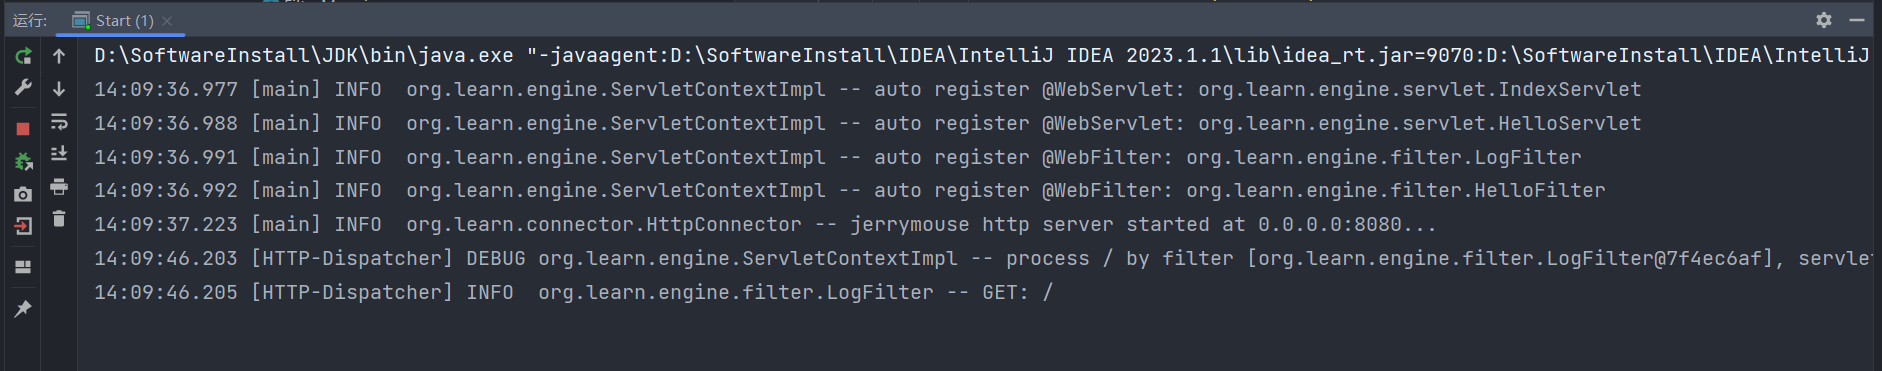 运行: Start (1)
D:\SoftwareInstall\JDK\bin\java.exe "-javaagent:D:\SoftwareInstall\IDEA\IntelliJ IDEA 2023.1.1\lib\idea_rt.jar=9070:D:\SoftwareInstall\IDEA\IntelliJ
14:09:36.977 [main] INFO  org.learn.engine.ServletContextImpl -- auto register @WebServlet: org.learn.engine.servlet.IndexServlet
14:09:36.988 [main] INFO  org.learn.engine.ServletContextImpl -- auto register @WebServlet: org.learn.engine.servlet.HelloServlet
14:09:36.991 [main] INFO  org.learn.engine.ServletContextImpl -- auto register @WebFilter: org.learn.engine.filter.LogFilter
14:09:36.992 [main] INFO  org.learn.engine.ServletContextImpl -- auto register @WebFilter: org.learn.engine.filter.HelloFilter
14:09:37.223 [main] INFO  org.learn.connector.HttpConnector -- jerrymouse http server started at 0.0.0.0:8080...
14:09:46.203 [HTTP-Dispatcher] DEBUG org.learn.engine.ServletContextImpl -- process / by filter [org.learn.engine.filter.LogFilter@7f4ec6af], servlet
14:09:46.205 [HTTP-Dispatcher] INFO  org.learn.engine.filter.LogFilter -- GET: /